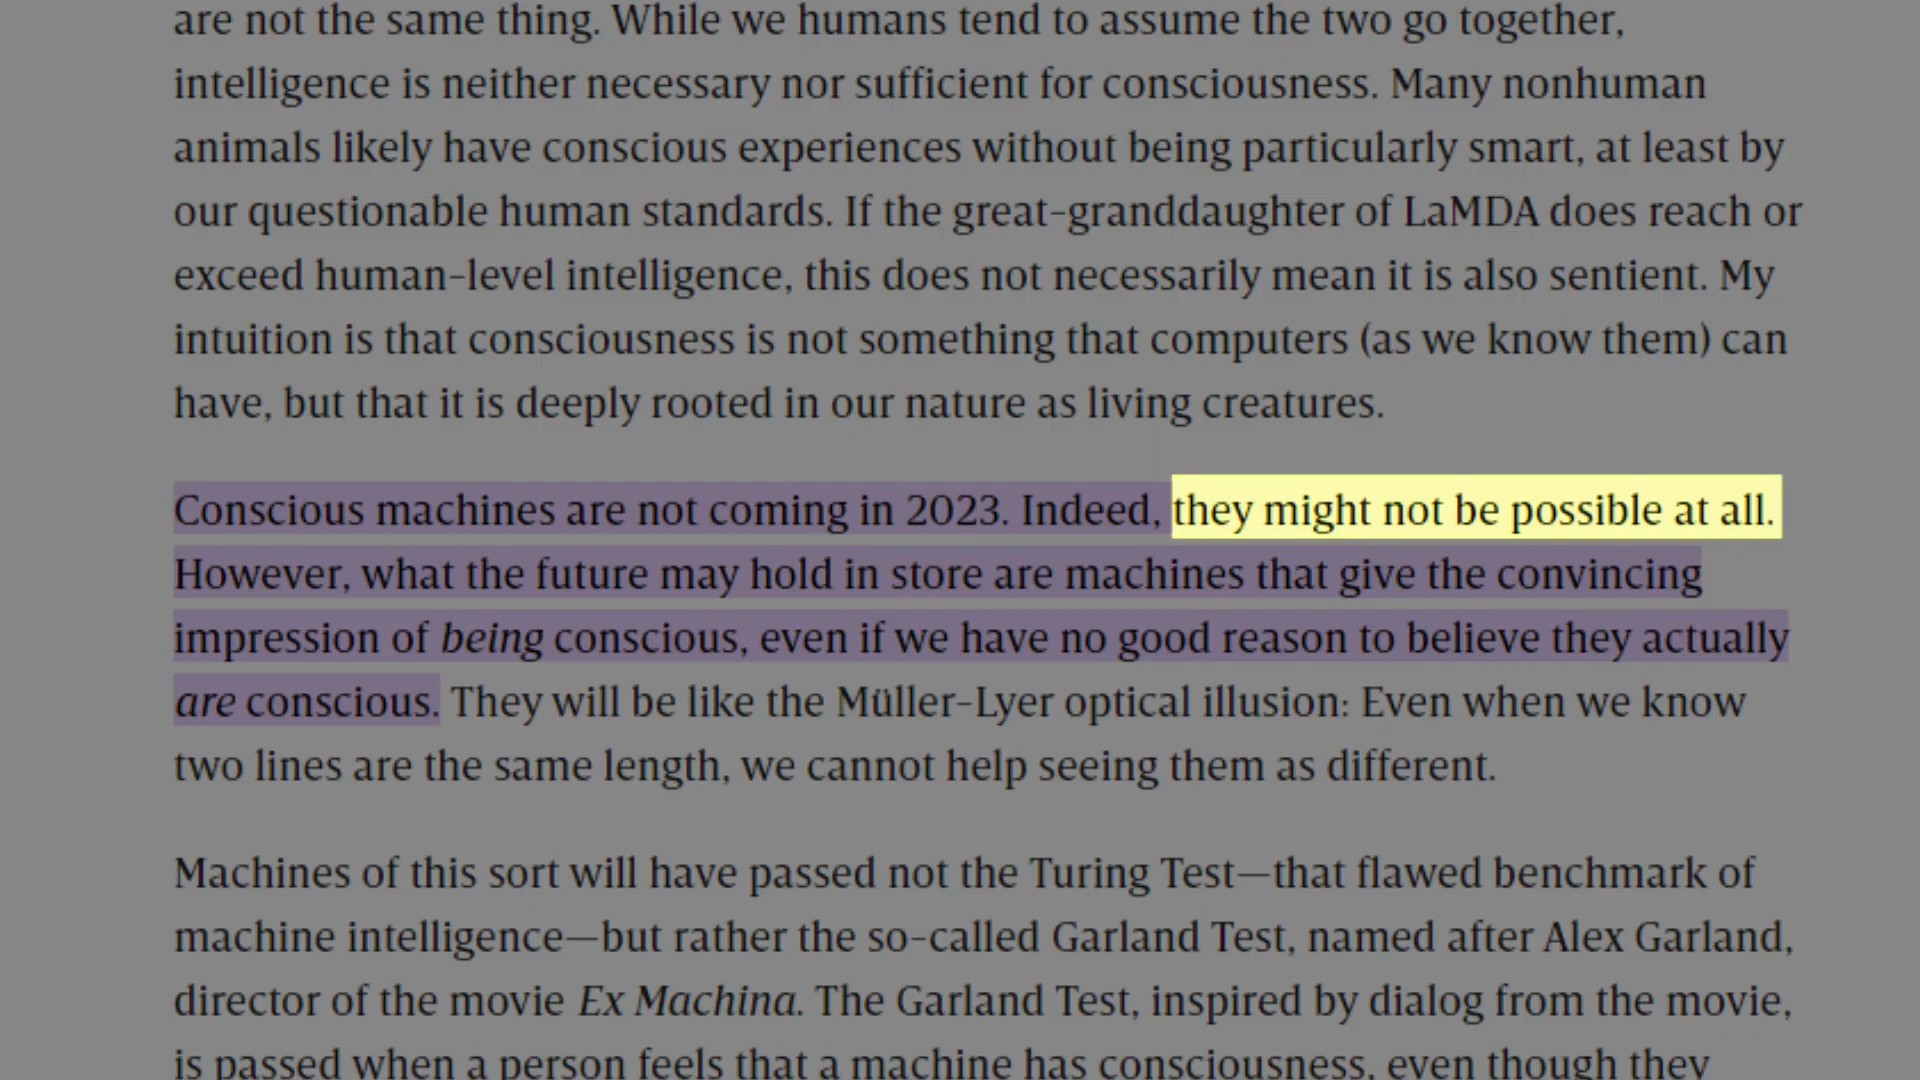 are not the same thing. While we humans tend to assume the two go together,
intelligence is neither necessary nor sufficient for consciousness. Many nonhuman
animals likely have conscious experiences without being particularly smart, at least by
our questionable human standards. If the great-granddaughter of LaMDA does reach or
exceed human-level intelligence, this does not necessarily mean it is also sentient. My
intuition is that consciousness is not something that computers (as we know them) can
have, but that it is deeply rooted in our nature as living creatures.
Conscious machines are not coming in 2023. Indeed, they might not be possible at all.
However, what the future may hold in store are machines that give the convincing
impression of being conscious, even if we have no good reason to believe they actually
are conscious. They will be like the Müller-Lyer optical illusion: Even when we know
two lines are the same length, we cannot help seeing them as different.
Machines of this sort will have passed not the Turing Test—that flawed benchmark of
machine intelligence—but rather the so-called Garland Test, named after Alex Garland,
director of the movie Ex Machina. The Garland Test, inspired by dialog from the movie,
is passed when a person feels that a machine has consciousness, even though they